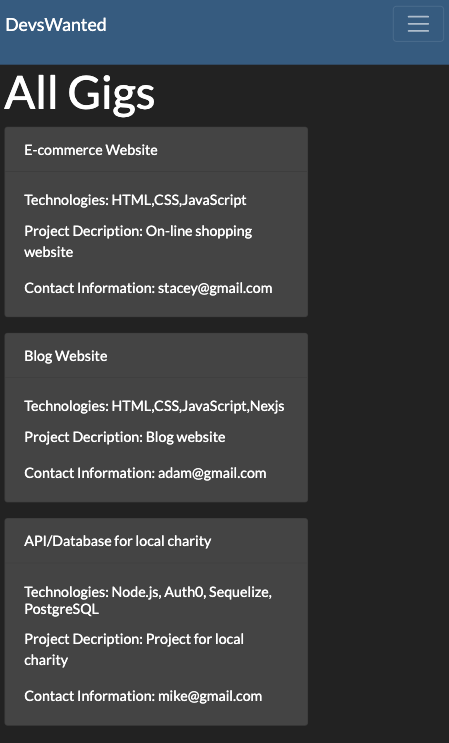 DevsWanted
All Gigs
E-commerce Website
Technologies: HTML,CSS,JavaScript
Project Decription: On-line shopping
website
Contact Information: stacey@gmail.com
Blog Website
Technologies: HTML,CSS,JavaScript,Nexjs
Project Decription: Blog website
Contact Information: adam@gmail.com
API/Database for local charity
Technologies: Node.js, Auth0, Sequelize,
PostgreSQL
Project Decription: Project for local
charity
Contact Information: mike@gmail.com